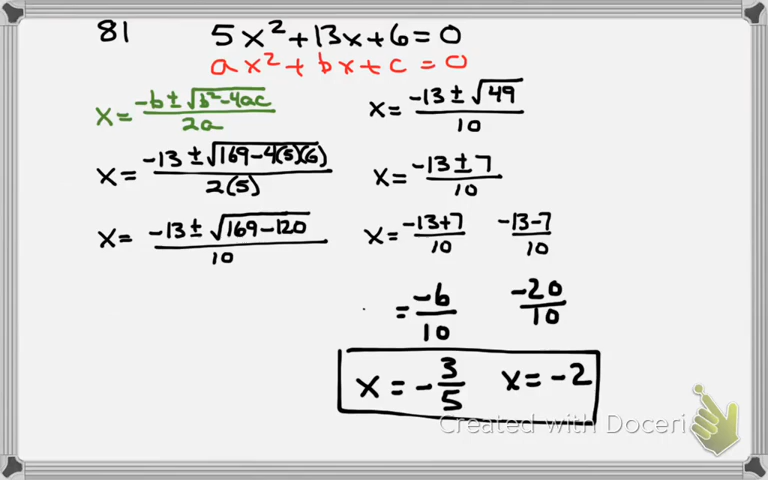 81
5x²+13x+6=0
ax²+bx+c=0
x=(-b±√(b²-4ac))/(2a)
x=(-13±√(169-4(5)(6)))/(2(5))
x=(-13±√(169-120))/10
x=(-13±√49)/10
x=(-13±7)/10
x=(-13+7)/10 (-13-7)/10
=-6/10 -20/10
x=-3/5 x=-2
Created with Doceri